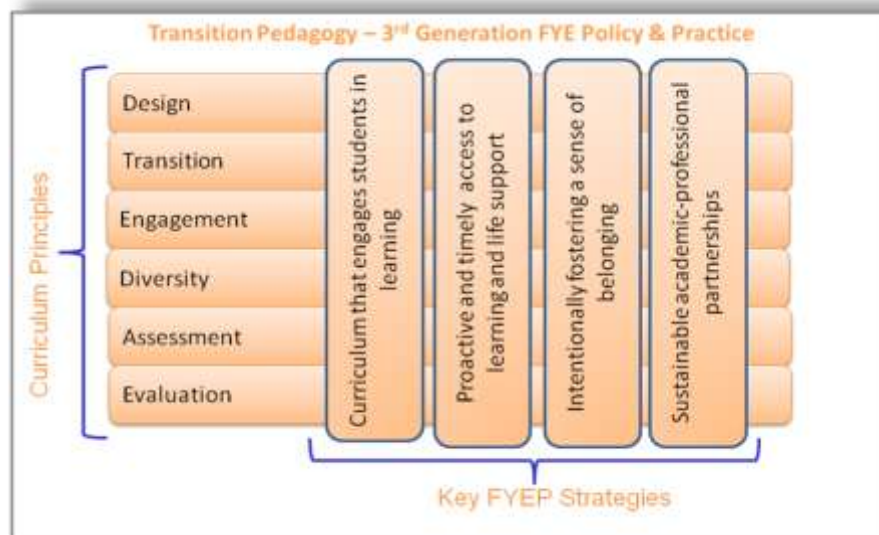 Transition Pedagogy – 3rd Generation FYE Policy & Practice
Curriculum Principles
Design
Transition
Engagement
Diversity
Assessment
Evaluation
Curriculum that engages students in
learning
Proactive and timely access to
learning and life support
Intentionally fostering a sense of
belonging
Sustainable academic-professional
partnerships
Key FYEP Strategies